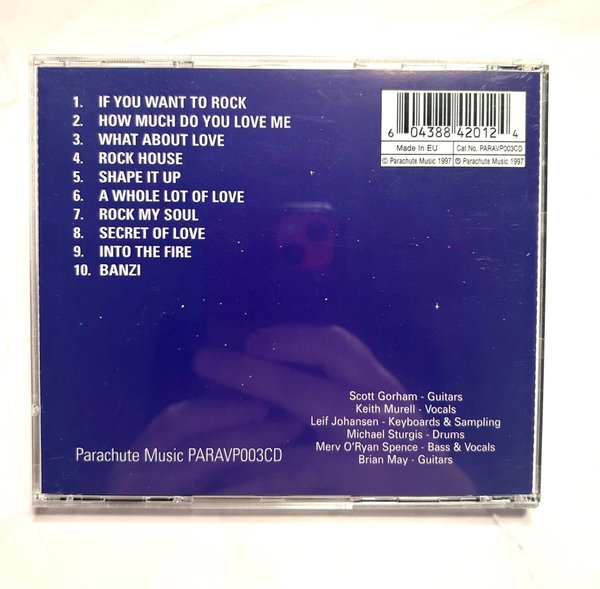 1. IF YOU WANT TO ROCK
2. HOW MUCH DO YOU LOVE ME
3. WHAT ABOUT LOVE
4. ROCK HOUSE
5. SHAPE IT UP
6. A WHOLE LOT OF LOVE
7. ROCK MY SOUL
8. SECRET OF LOVE
9. INTO THE FIRE
10. BANZI
6 04388 42012 4
Made in EU
Cat No. PARAVP003CD
© Parachute Music 1997
℗ Parachute Music 1997
Scott Gorham - Guitars
Keith Murell - Vocals
Leif Johansen - Keyboards & Sampling
Michael Sturgis - Drums
Merv O'Ryan Spence - Bass & Vocals
Brian May - Guitars
Parachute Music PARAVP003CD